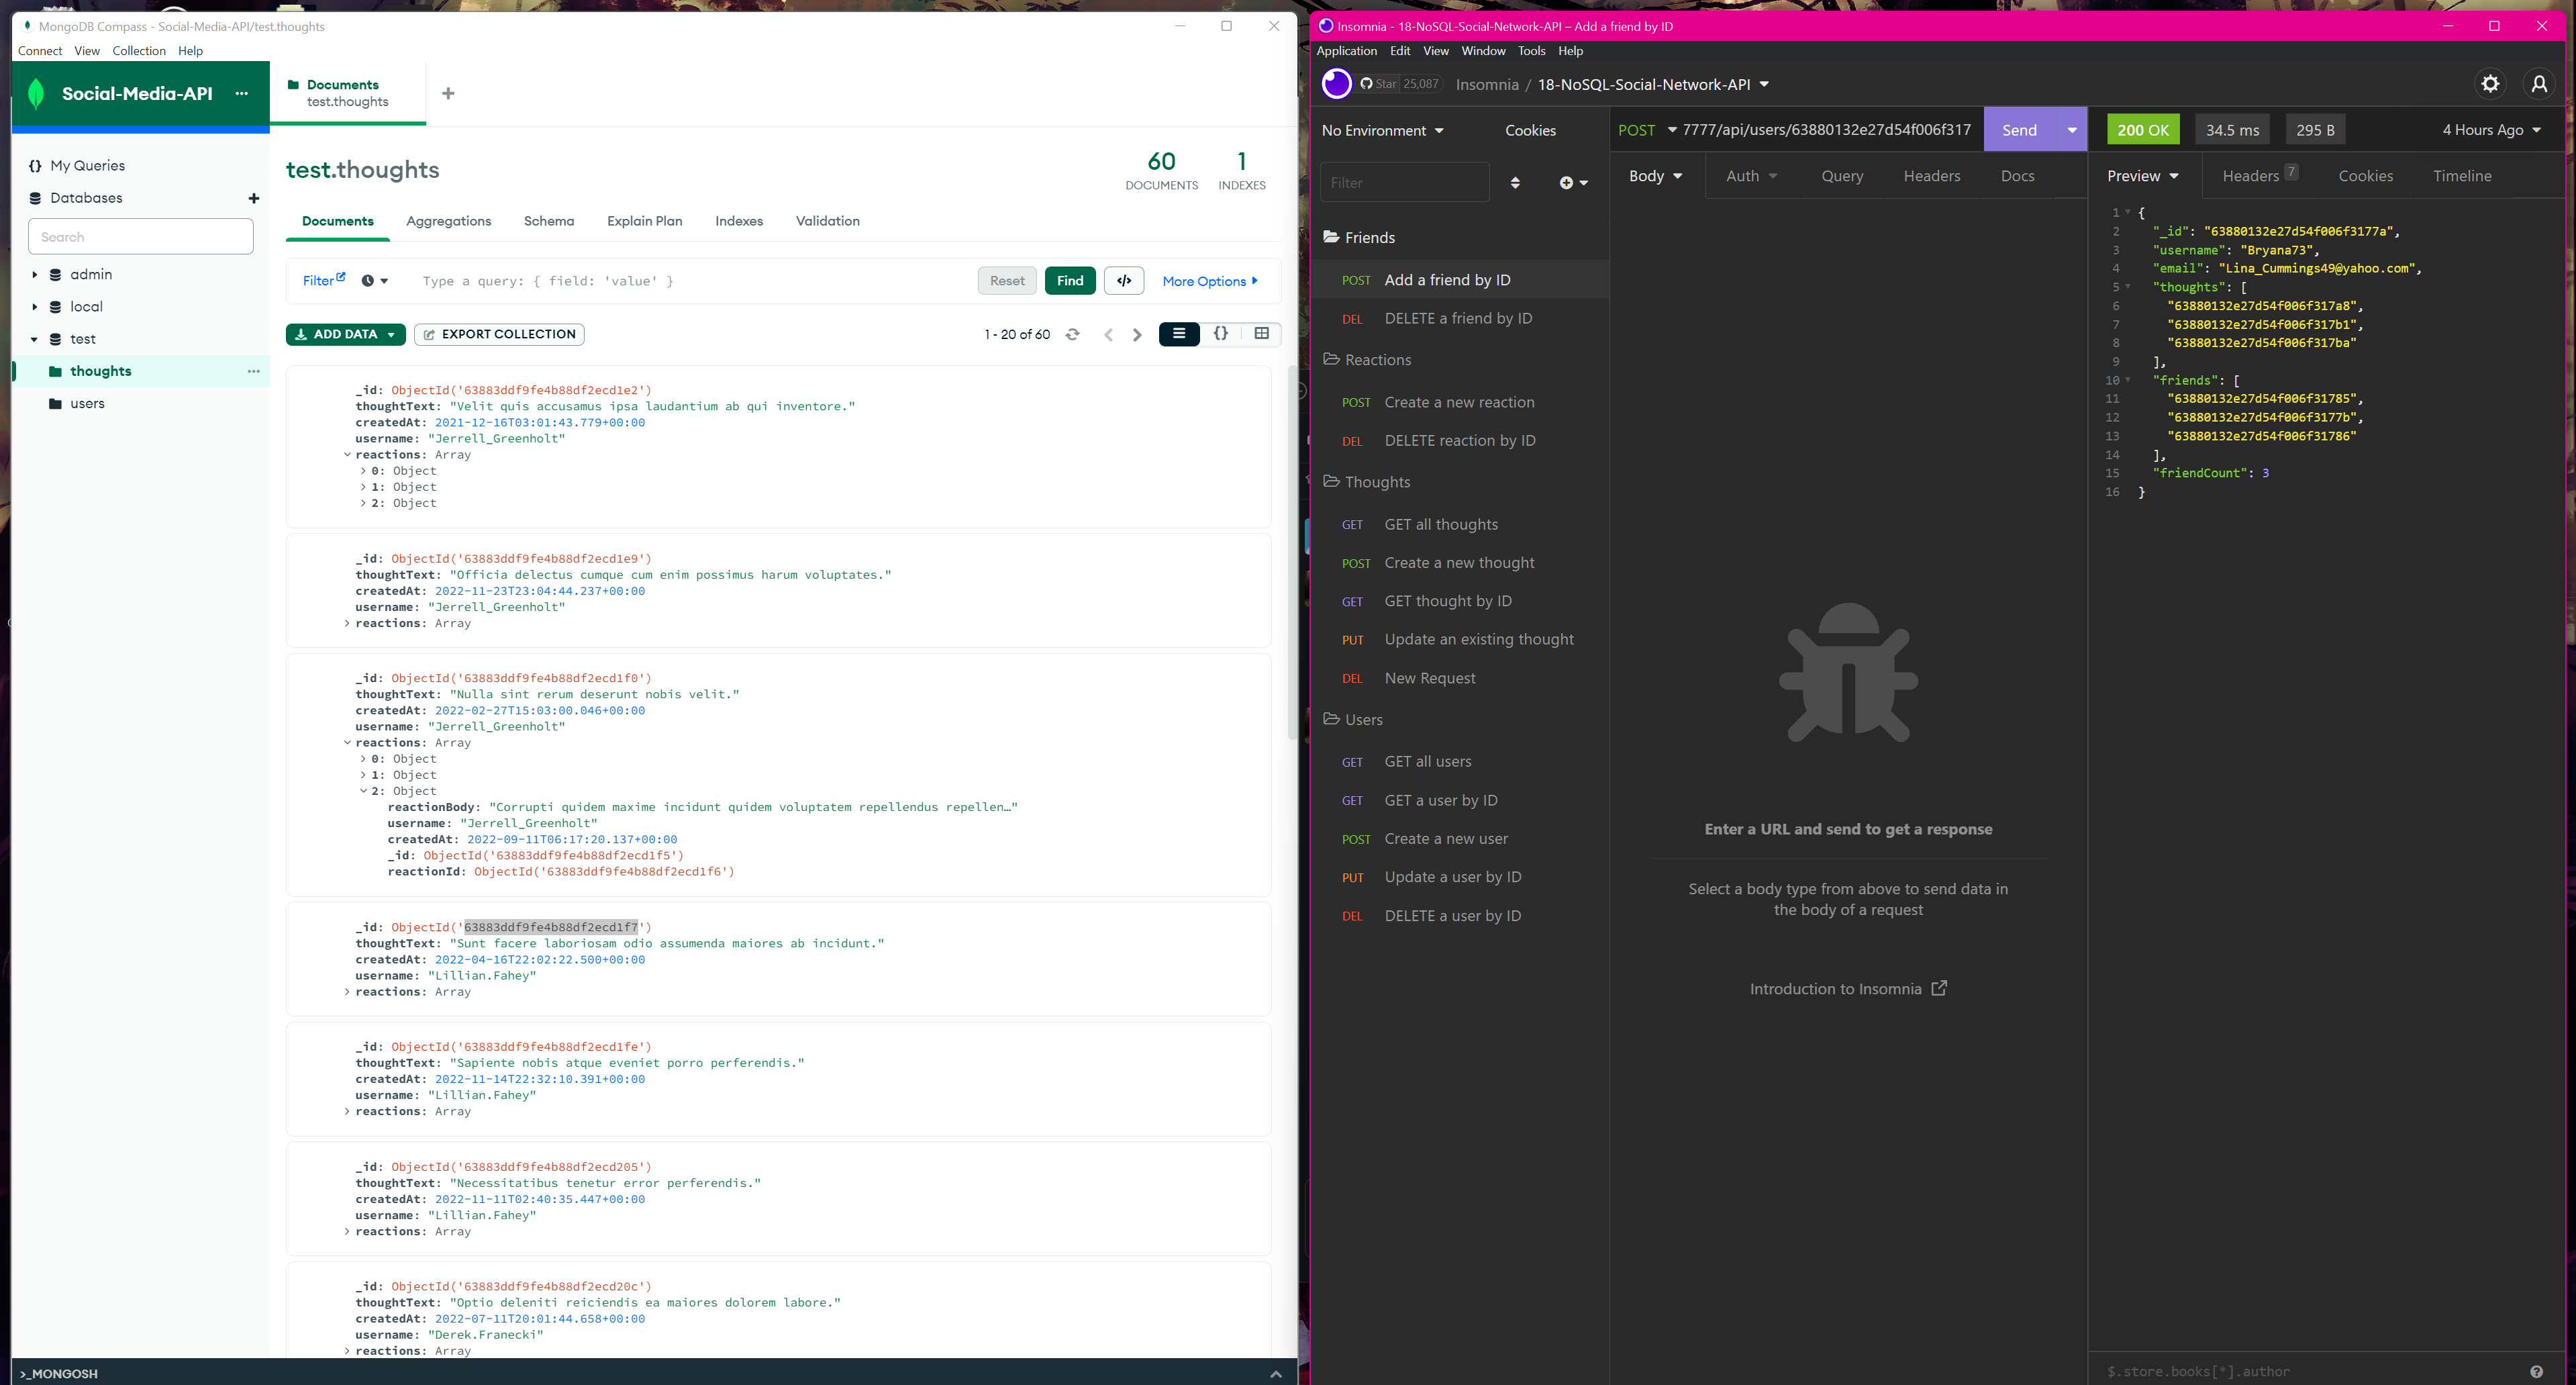 MongoDB Compass - Social-Media-API/test.thoughts
Connect View Collection Help
Social-Media-API ...
Documents
test.thoughts
My Queries
Databases
Search
admin
local
test
thoughts
users
test.thoughts
60
DOCUMENTS
1
INDEXES
Documents Aggregations Schema Explain Plan Indexes Validation
Filter Type a query: { field: 'value' } Reset Find </> More Options
ADD DATA EXPORT COLLECTION 1 - 20 of 60 {}
_id: ObjectId('63883ddf9fe4b88df2ecd1e2')
thoughtText: "Velit quis accusamus ipsa laudantium ab qui inventore."
createdAt: 2021-12-16T03:01:43.779+00:00
username: "Jerrell_Greenholt"
reactions: Array
0: Object
1: Object
2: Object
_id: ObjectId('63883ddf9fe4b88df2ecd1e9')
thoughtText: "Officia delectus cumque cum enim possimus harum voluptates."
createdAt: 2022-11-23T23:04:44.237+00:00
username: "Jerrell_Greenholt"
reactions: Array
_id: ObjectId('63883ddf9fe4b88df2ecd1f0')
thoughtText: "Nulla sint rerum deserunt nobis velit."
createdAt: 2022-02-27T15:03:00.046+00:00
username: "Jerrell_Greenholt"
reactions: Array
0: Object
1: Object
2: Object
reactionBody: "Corrupti quidem maxime incidunt quidem voluptatem repellendus repellen…"
username: "Jerrell_Greenholt"
createdAt: 2022-09-11T06:17:20.137+00:00
_id: ObjectId('63883ddf9fe4b88df2ecd1f5')
reactionId: ObjectId('63883ddf9fe4b88df2ecd1f6')
_id: ObjectId('63883ddf9fe4b88df2ecd1f7')
thoughtText: "Sunt facere laboriosam odio assumenda maiores ab incidunt."
createdAt: 2022-04-16T22:02:22.500+00:00
username: "Lillian.Fahey"
reactions: Array
_id: ObjectId('63883ddf9fe4b88df2ecd1fe')
thoughtText: "Sapiente nobis atque eveniet porro perferendis."
createdAt: 2022-11-14T22:32:10.391+00:00
username: "Lillian.Fahey"
reactions: Array
_id: ObjectId('63883ddf9fe4b88df2ecd205')
thoughtText: "Necessitatibus tenetur error perferendis."
createdAt: 2022-11-11T02:40:35.447+00:00
username: "Lillian.Fahey"
reactions: Array
_id: ObjectId('63883ddf9fe4b88df2ecd20c')
thoughtText: "Optio deleniti reiciendis ea maiores dolorem labore."
createdAt: 2022-07-11T20:01:44.658+00:00
username: "Derek.Franecki"
reactions: Array
>_MONGOSH
Insomnia - 18-NoSQL-Social-Network-API – Add a friend by ID
Application Edit View Window Tools Help
Star 25,087 Insomnia / 18-NoSQL-Social-Network-API
No Environment Cookies
Filter
Friends
POST Add a friend by ID
DEL DELETE a friend by ID
Reactions
POST Create a new reaction
DEL DELETE reaction by ID
Thoughts
GET GET all thoughts
POST Create a new thought
GET GET thought by ID
PUT Update an existing thought
DEL New Request
Users
GET GET all users
GET GET a user by ID
POST Create a new user
PUT Update a user by ID
DEL DELETE a user by ID
POST 7777/api/users/63880132e27d54f006f317 Send
Body Auth Query Headers Docs
Enter a URL and send to get a response
Select a body type from above to send data in
the body of a request
Introduction to Insomnia
200 OK 34.5 ms 295 B 4 Hours Ago
Preview Headers 7 Cookies Timeline
1 {
2 "_id": "63880132e27d54f006f3177a",
3 "username": "Bryana73",
4 "email": "Lina_Cummings49@yahoo.com",
5 "thoughts": [
6 "63880132e27d54f006f317a8",
7 "63880132e27d54f006f317b1",
8 "63880132e27d54f006f317ba"
9 ],
10 "friends": [
11 "63880132e27d54f006f31785",
12 "63880132e27d54f006f3177b",
13 "63880132e27d54f006f31786"
14 ],
15 "friendCount": 3
16 }
$.store.books[*].author